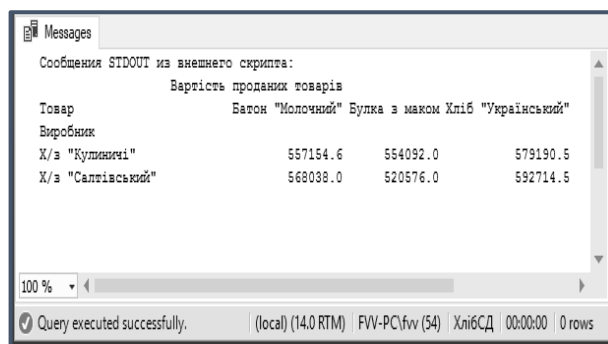 Messages
Сообщения STDOUT из внешнего скрипта:
Вартість проданих товарів
Товар Батон "Молочний" Булка з маком Хліб "Український"
Виробник
Х/з "Кулиничі" 557154.6 554092.0 579190.5
Х/з "Салтівський" 568038.0 520576.0 592714.5
100 %
Query executed successfully. (local) (14.0 RTM) FVV-PC\fvv (54) ХлібСД 00:00:00 0 rows